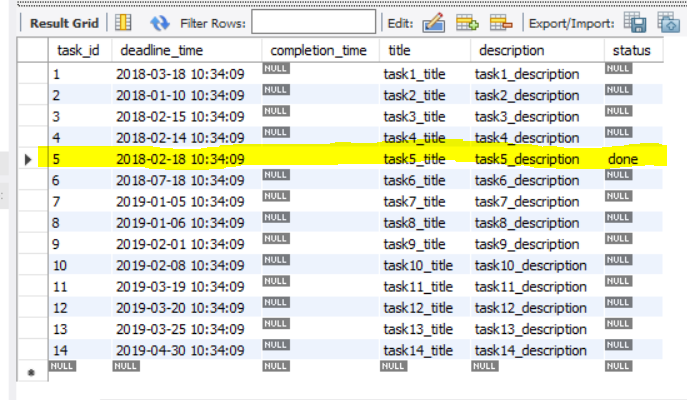 Result Grid Filter Rows: Edit: Export/Import:
task_id deadline_time completion_time title description status
1 2018-03-18 10:34:09 NULL task1_title task1_description NULL
2 2018-01-10 10:34:09 NULL task2_title task2_description NULL
3 2018-02-15 10:34:09 NULL task3_title task3_description NULL
4 2018-02-14 10:34:09 NULL task4_title task4_description NULL
5 2018-02-18 10:34:09 task5_title task5_description done
6 2018-07-18 10:34:09 NULL task6_title task6_description NULL
7 2019-01-05 10:34:09 NULL task7_title task7_description NULL
8 2019-01-06 10:34:09 NULL task8_title task8_description NULL
9 2019-02-01 10:34:09 NULL task9_title task9_description NULL
10 2019-02-08 10:34:09 NULL task10_title task10_description NULL
11 2019-03-19 10:34:09 NULL task11_title task11_description NULL
12 2019-03-20 10:34:09 NULL task12_title task12_description NULL
13 2019-03-25 10:34:09 NULL task13_title task13_description NULL
14 2019-04-30 10:34:09 NULL task14_title task14_description NULL
NULL NULL NULL NULL NULL NULL